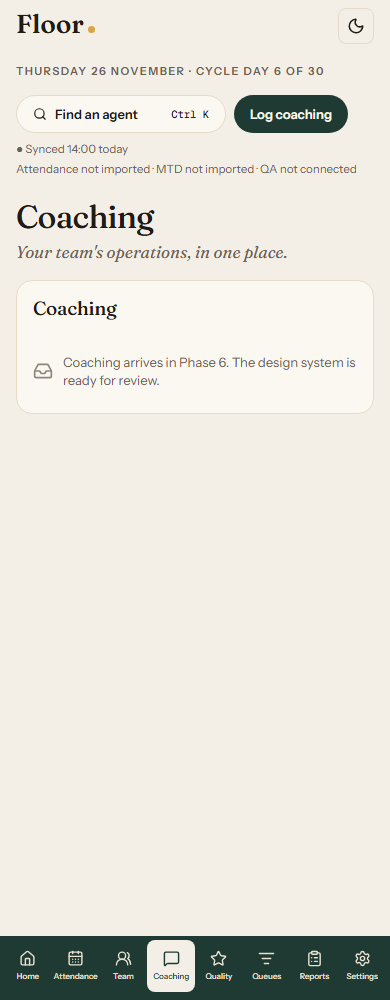 Floor.
THURSDAY 26 NOVEMBER · CYCLE DAY 6 OF 30
Find an agent Ctrl K Log coaching
● Synced 14:00 today
Attendance not imported · MTD not imported · QA not connected
Coaching
Your team's operations, in one place.
Coaching
Coaching arrives in Phase 6. The design system is
ready for review.
Home Attendance Team Coaching Quality Queues Reports Settings